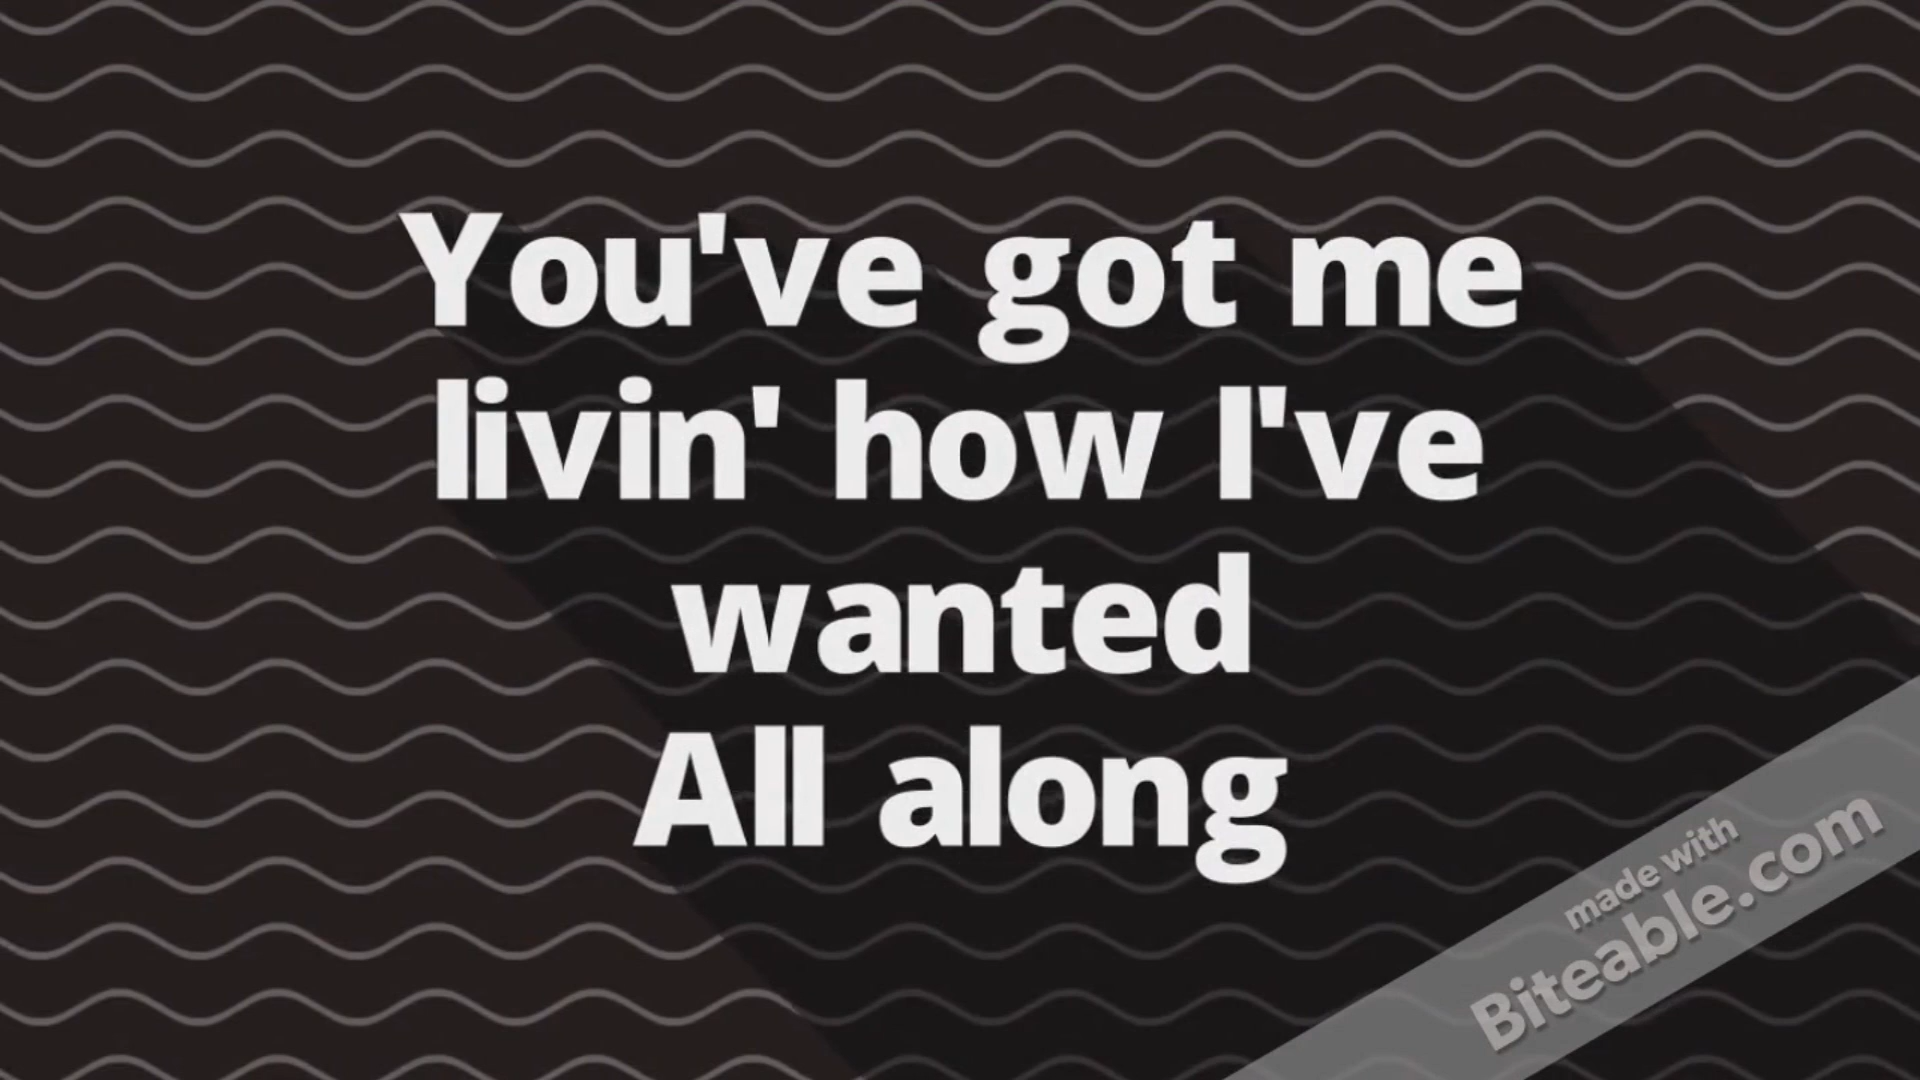 You've got me
livin' how I've
wanted
All along
made with
Biteable.com